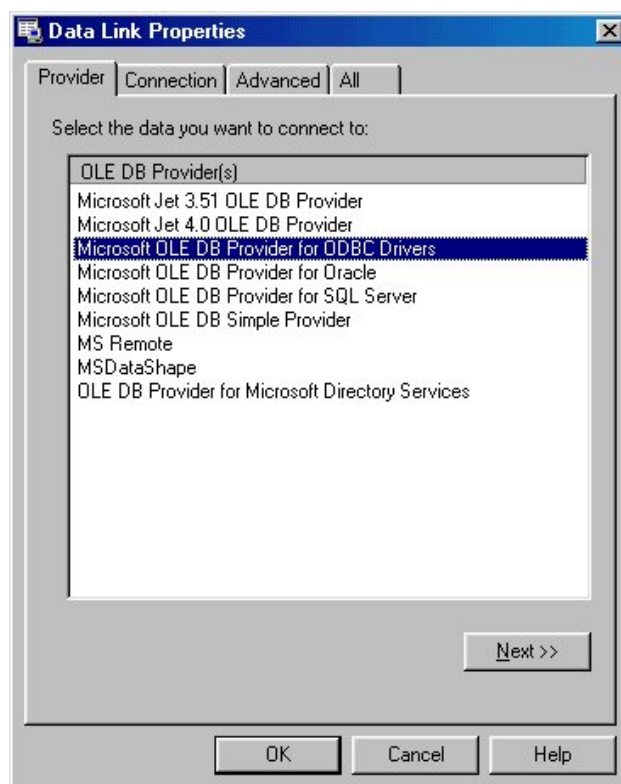 Data Link Properties
Provider Connection Advanced All
Select the data you want to connect to:
OLE DB Provider(s)
Microsoft Jet 3.51 OLE DB Provider
Microsoft Jet 4.0 OLE DB Provider
Microsoft OLE DB Provider for ODBC Drivers
Microsoft OLE DB Provider for Oracle
Microsoft OLE DB Provider for SQL Server
Microsoft OLE DB Simple Provider
MS Remote
MSDataShape
OLE DB Provider for Microsoft Directory Services
Next >>
OK Cancel Help